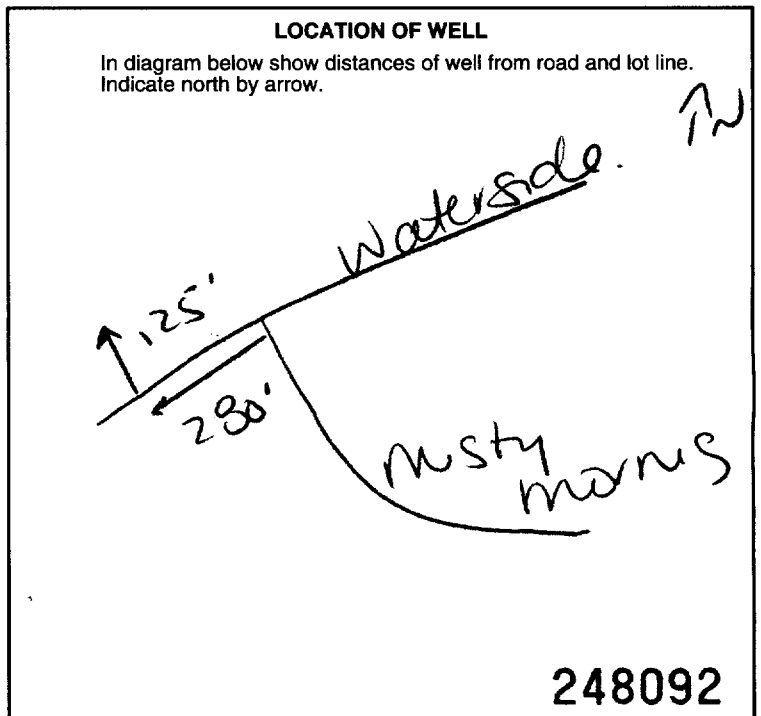 LOCATION OF WELL
In diagram below show distances of well from road and lot line.
Indicate north by arrow.
N
Waterside.
125'
280'
Misty
Mornis
248092